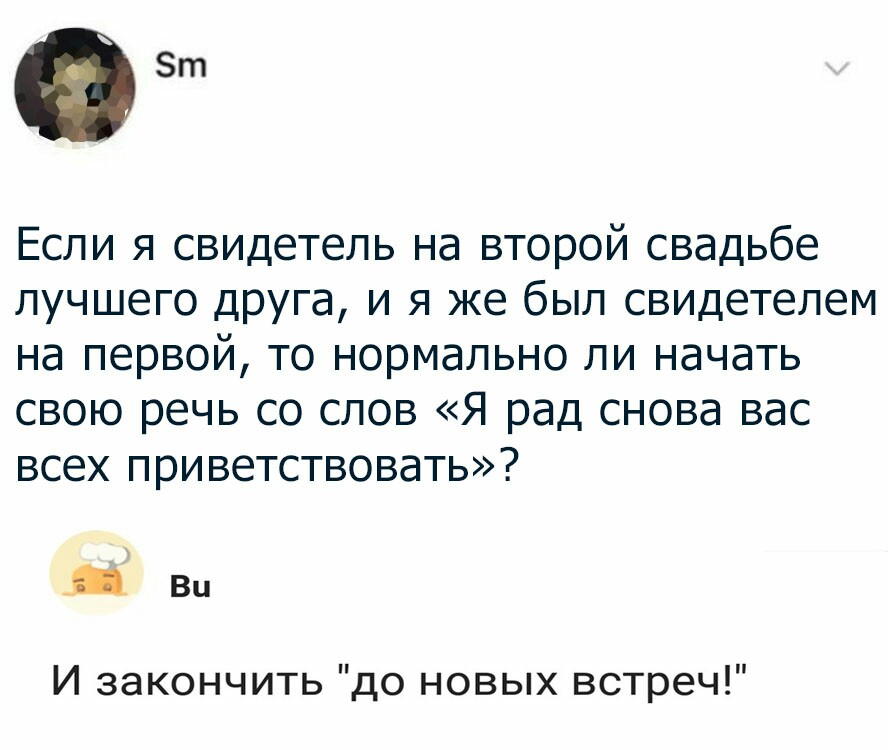 Sm
Если я свидетель на второй свадьбе
лучшего друга, и я же был свидетелем
на первой, то нормально ли начать
свою речь со слов «Я рад снова вас
всех приветствовать»?
Bu
И закончить "до новых встреч!"